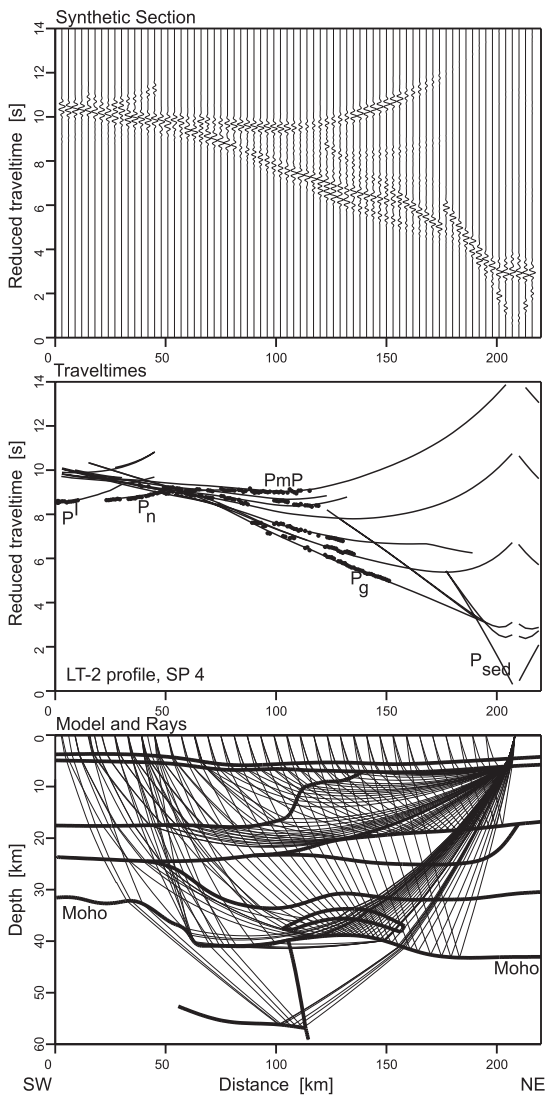 Synthetic Section
14
12
10
8
6
4
2
0
Reduced traveltime [s]
0 50 100 150 200
Traveltimes
14
12
10
8
6
4
2
0
Reduced traveltime [s]
PmP
Pl
Pn
Pg
Psed
LT-2 profile, SP 4
0 50 100 150 200
Model and Rays
0
10
20
30
40
50
60
Depth [km]
Moho
Moho
0 50 100 150 200
SW Distance [km] NE